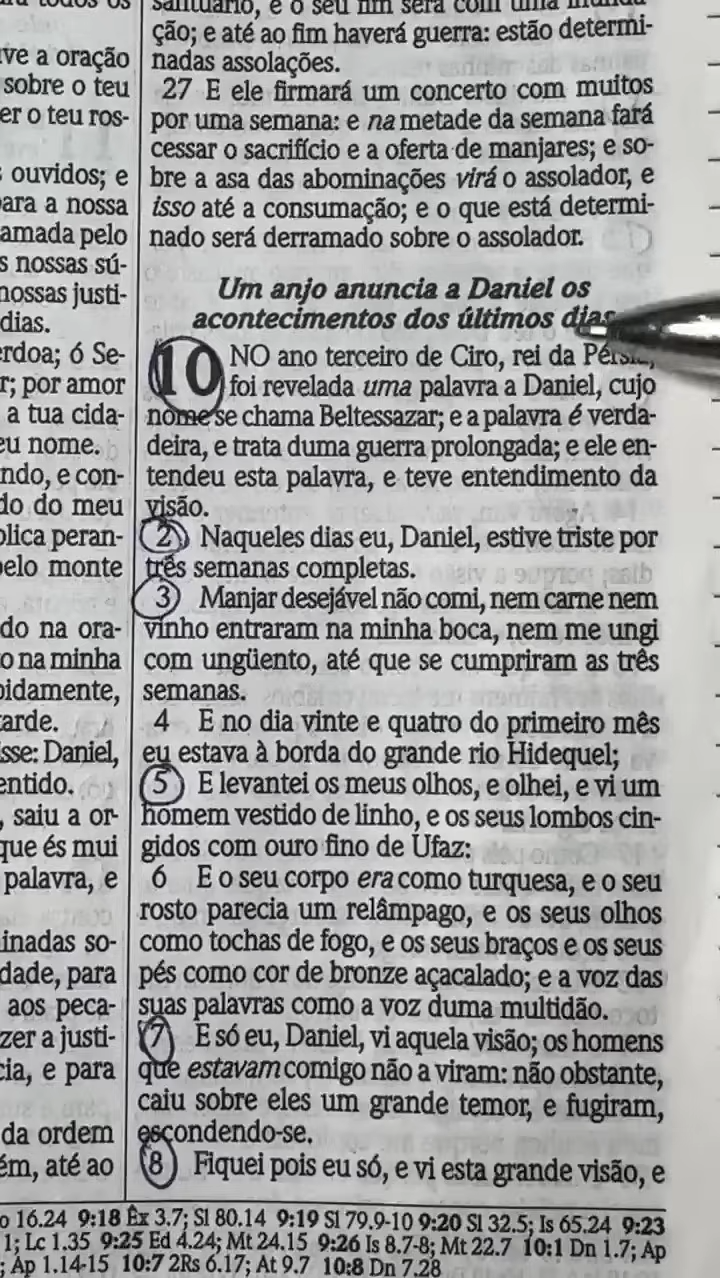 ve a oração
sobre o teu
er o teu ros-
ouvidos; e
ara a nossa
amada pelo
s nossas sú-
nossas justi-
dias.
erdoa; ó Se-
r; por amor
a tua cida-
eu nome.
ndo, e con-
do do meu
plica peran-
pelo monte
do na ora-
o na minha
pidamente,
tarde.
isse: Daniel,
entido.
, saiu a or-
que és mui
palavra, e
inadas so-
dade, para
aos peca-
zer a justi-
cia, e para
da ordem
ém, até ao
santuário, e o seu fim será com uma
ção; e até ao fim haverá guerra: estão determi-
nadas assolações.
27 E ele firmará um concerto com muitos
por uma semana: e na metade da semana fará
cessar o sacrifício e a oferta de manjares; e so-
bre a asa das abominações virá o assolador, e
isso até a consumação; e o que está determi-
nado será derramado sobre o assolador.
Um anjo anuncia a Daniel os
acontecimentos dos últimos dias
10 NO ano terceiro de Ciro, rei da Pérsia,
foi revelada uma palavra a Daniel, cujo
nome se chama Beltessazar; e a palavra é verda-
deira, e trata duma guerra prolongada; e ele en-
tendeu esta palavra, e teve entendimento da
visão.
2 Naqueles dias eu, Daniel, estive triste por
três semanas completas.
3 Manjar desejável não comi, nem carne nem
vinho entraram na minha boca, nem me ungi
com ungüento, até que se cumpriram as três
semanas.
4 E no dia vinte e quatro do primeiro mês
eu estava à borda do grande rio Hidequel;
5 E levantei os meus olhos, e olhei, e vi um
homem vestido de linho, e os seus lombos cin-
gidos com ouro fino de Ufaz:
6 E o seu corpo era como turquesa, e o seu
rosto parecia um relâmpago, e os seus olhos
como tochas de fogo, e os seus braços e os seus
pés como cor de bronze açacalado; e a voz das
suas palavras como a voz duma multidão.
7 E só eu, Daniel, vi aquela visão; os homens
que estavam comigo não a viram: não obstante,
caiu sobre eles um grande temor, e fugiram,
escondendo-se.
8 Fiquei pois eu só, e vi esta grande visão, e
o 16.24 9:18 Êx 3.7; Sl 80.14 9:19 Sl 79.9-10 9:20 Sl 32.5; Is 65.24 9:23
1; Lc 1.35 9:25 Ed 4.24; Mt 24.15 9:26 Is 8.7-8; Mt 22.7 10:1 Dn 1.7; Ap
; Ap 1.14-15 10:7 2Rs 6.17; At 9.7 10:8 Dn 7.28